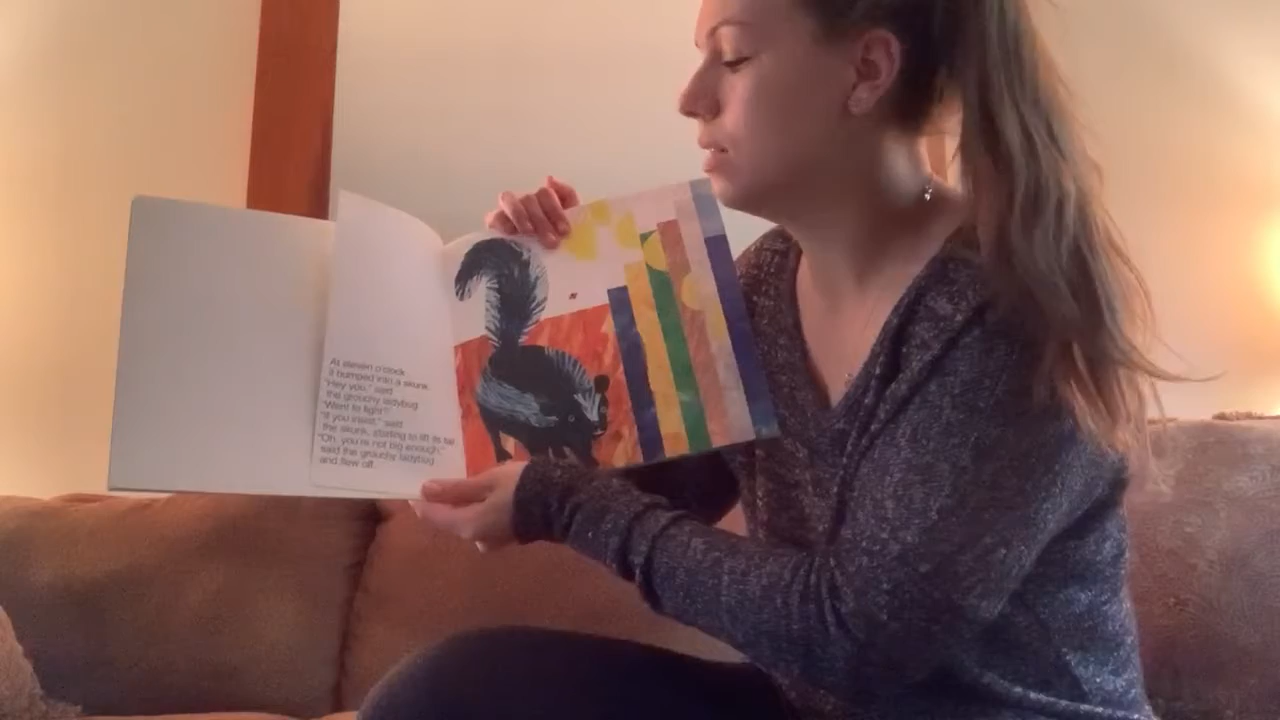 At eleven o'clock
it bumped into a skunk.
"Hey you," said
the grouchy ladybug.
"Want to fight?"
"If you insist," said
the skunk, starting to lift its tail.
"Oh, you're not big enough,"
said the grouchy ladybug
and flew off.